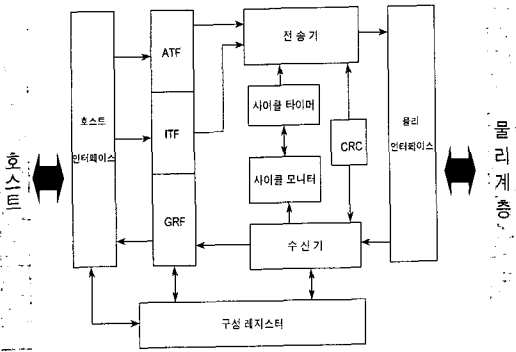 호스트
호스트
인터페이스
ATF
ITF
GRF
전송기
사이클 타이머
사이클 모니터
CRC
수신기
구성 레지스터
물리
인터페이스
물리계층